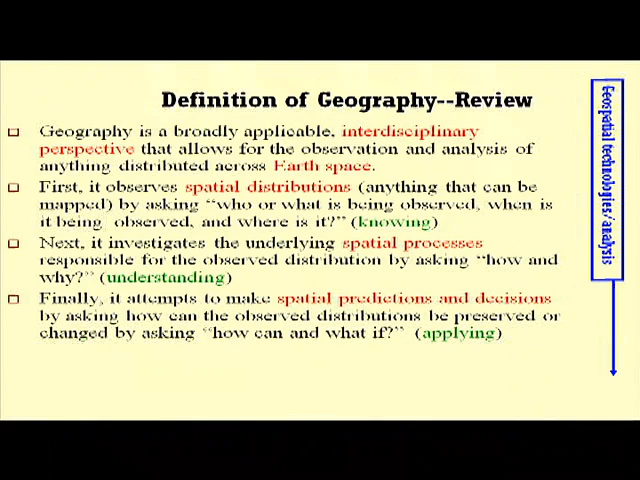 Definition of Geography--Review
Geography is a broadly applicable, interdisciplinary
perspective that allows for the observation and analysis of
anything distributed across Earth space.
First, it observes spatial distributions (anything that can be
mapped) by asking “who or what is being observed, when is
it being observed, and where is it?” (knowing)
Next, it investigates the underlying spatial processes
responsible for the observed distribution by asking “how and
why?” (understanding)
Finally, it attempts to make spatial predictions and decisions
by asking how can the observed distributions be preserved or
changed by asking “how can and what if?” (applying)
Geospatial technologies/analysis